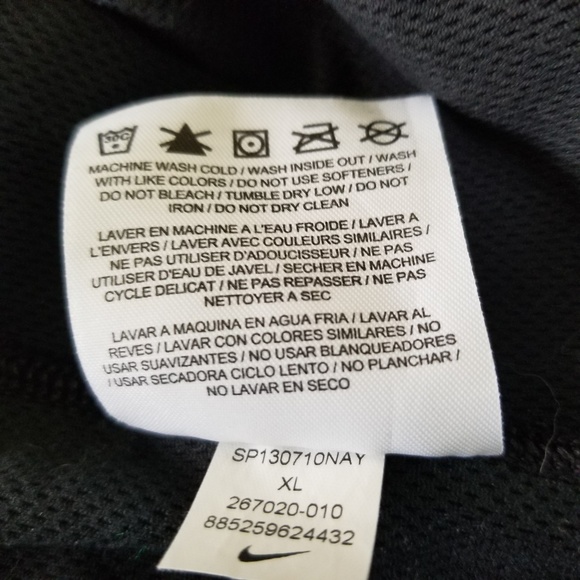 30C
MACHINE WASH COLD / WASH INSIDE OUT / WASH
WITH LIKE COLORS / DO NOT USE SOFTENERS /
DO NOT BLEACH / TUMBLE DRY LOW / DO NOT
IRON / DO NOT DRY CLEAN
LAVER EN MACHINE A L'EAU FROIDE / LAVER A
L'ENVERS / LAVER AVEC COULEURS SIMILAIRES /
NE PAS UTILISER D'ADOUCISSEUR / NE PAS
UTILISER D'EAU DE JAVEL / SECHER EN MACHINE
CYCLE DELICAT / NE PAS REPASSER / NE PAS
NETTOYER A SEC
LAVAR A MAQUINA EN AGUA FRIA / LAVAR AL
REVES / LAVAR CON COLORES SIMILARES / NO
USAR SUAVIZANTES / NO USAR BLANQUEADORES
/ USAR SECADORA CICLO LENTO / NO PLANCHAR /
NO LAVAR EN SECO
SP130710NAY
XL
267020-010
885259624432